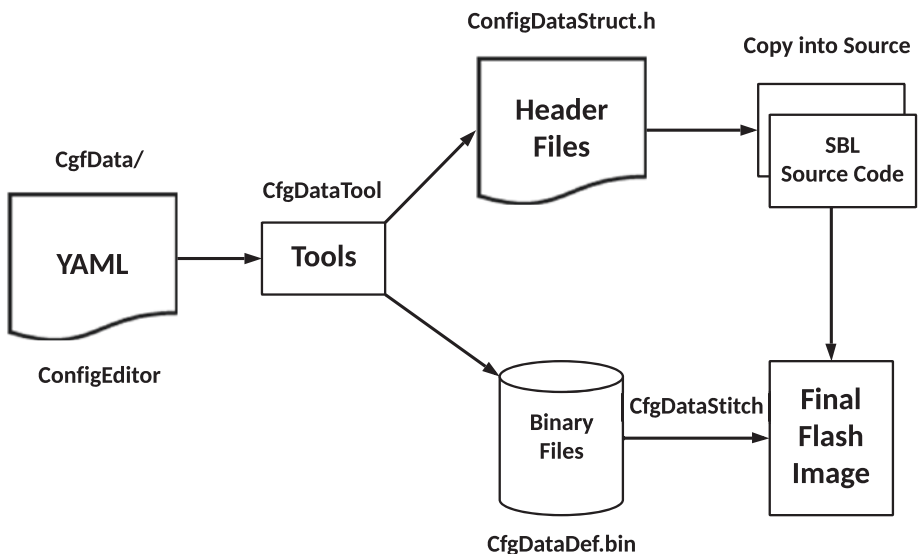 ConfigDataStruct.h
Copy into Source
Header
Files
SBL
Source Code
CgfData/
CfgDataTool
YAML
Tools
ConfigEditor
Binary
Files
CfgDataStitch
Final
Flash
Image
CfgDataDef.bin